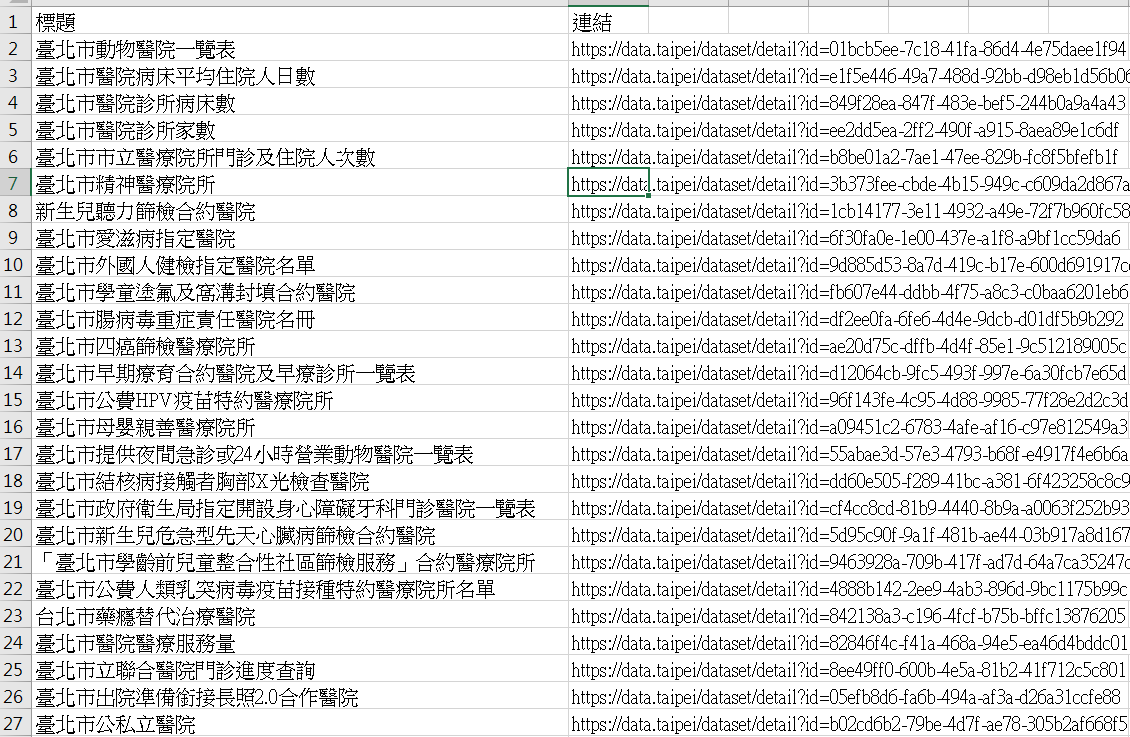 1 標題 連結
2 臺北市動物醫院一覽表 https://data.taipei/dataset/detail?id=01bcb5ee-7c18-41fa-86d4-4e75daee1f94
3 臺北市醫院病床平均住院人日數 https://data.taipei/dataset/detail?id=e1f5e446-49a7-488d-92bb-d98eb1d56b06
4 臺北市醫院診所病床數 https://data.taipei/dataset/detail?id=849f28ea-847f-483e-bef5-244b0a9a4a43
5 臺北市醫院診所家數 https://data.taipei/dataset/detail?id=ee2dd5ea-2ff2-490f-a915-8aea89e1c6df
6 臺北市市立醫療院所門診及住院人次數 https://data.taipei/dataset/detail?id=b8be01a2-7ae1-47ee-829b-fc8f5bfefb1f
7 臺北市精神醫療院所 https://data.taipei/dataset/detail?id=3b373fee-cbde-4b15-949c-c609da2d867a
8 新生兒聽力篩檢合約醫院 https://data.taipei/dataset/detail?id=1cb14177-3e11-4932-a49e-72f7b960fc58
9 臺北市愛滋病指定醫院 https://data.taipei/dataset/detail?id=6f30fa0e-1e00-437e-a1f8-a9bf1cc59da6
10 臺北市外國人健檢指定醫院名單 https://data.taipei/dataset/detail?id=9d885d53-8a7d-419c-b17e-600d691917c
11 臺北市學童塗氟及窩溝封填合約醫院 https://data.taipei/dataset/detail?id=fb607e44-ddbb-4f75-a8c3-c0baa6201eb6
12 臺北市腸病毒重症責任醫院名冊 https://data.taipei/dataset/detail?id=df2ee0fa-6fe6-4d4e-9dcb-d01df5b9b292
13 臺北市四癌篩檢醫療院所 https://data.taipei/dataset/detail?id=ae20d75c-dffb-4d4f-85e1-9c512189005c
14 臺北市早期療育合約醫院及早療診所一覽表 https://data.taipei/dataset/detail?id=d12064cb-9fc5-493f-997e-6a30fcb7e65d
15 臺北市公費HPV疫苗特約醫療院所 https://data.taipei/dataset/detail?id=96f143fe-4c95-4d88-9985-77f28e2d2c3d
16 臺北市母嬰親善醫療院所 https://data.taipei/dataset/detail?id=a09451c2-6783-4afe-af16-c97e812549a3
17 臺北市提供夜間急診或24小時營業動物醫院一覽表 https://data.taipei/dataset/detail?id=55abae3d-57e3-4793-b68f-e4917f4e6b6a
18 臺北市結核病接觸者胸部X光檢查醫院 https://data.taipei/dataset/detail?id=dd60e505-f289-41bc-a381-6f423258c8c9
19 臺北市政府衛生局指定開設身心障礙牙科門診醫院一覽表 https://data.taipei/dataset/detail?id=cf4cc8cd-81b9-4440-8b9a-a0063f252b93
20 臺北市新生兒危急型先天心臟病篩檢合約醫院 https://data.taipei/dataset/detail?id=5d95c90f-9a1f-481b-ae44-03b917a8d167
21 「臺北市學齡前兒童整合性社區篩檢服務」合約醫療院所 https://data.taipei/dataset/detail?id=9463928a-709b-417f-ad7d-64a7ca35247c
22 臺北市公費人類乳突病毒疫苗接種特約醫療院所名單 https://data.taipei/dataset/detail?id=4888b142-2ee9-4ab3-896d-9bc1175b99c
23 台北市藥癮替代治療醫院 https://data.taipei/dataset/detail?id=842138a3-c196-4fcf-b75b-bffc13876205
24 臺北市醫院醫療服務量 https://data.taipei/dataset/detail?id=82846f4c-f41a-468a-94e5-ea46d4bddc01
25 臺北市立聯合醫院門診進度查詢 https://data.taipei/dataset/detail?id=8ee49ff0-600b-4e5a-81b2-41f712c5c801
26 臺北市出院準備銜接長照2.0合作醫院 https://data.taipei/dataset/detail?id=05efb8d6-fa6b-494a-af3a-d26a31ccfe88
27 臺北市公私立醫院 https://data.taipei/dataset/detail?id=b02cd6b2-79be-4d7f-ae78-305b2af668f5